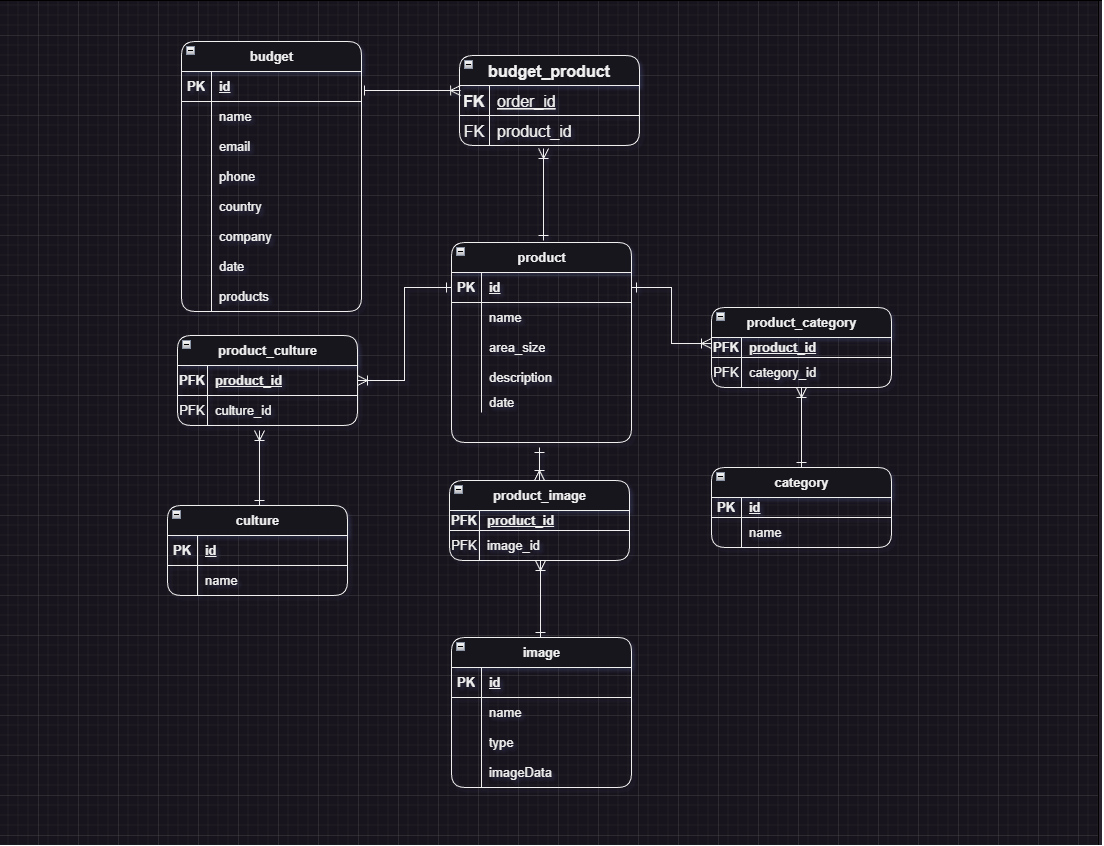 budget
PK id
name
email
phone
country
company
date
products
budget_product
FK order_id
FK product_id
product
PK id
name
area_size
description
date
product_culture
PFK product_id
PFK culture_id
culture
PK id
name
product_category
PFK product_id
PFK category_id
category
PK id
name
product_image
PFK product_id
PFK image_id
image
PK id
name
type
imageData